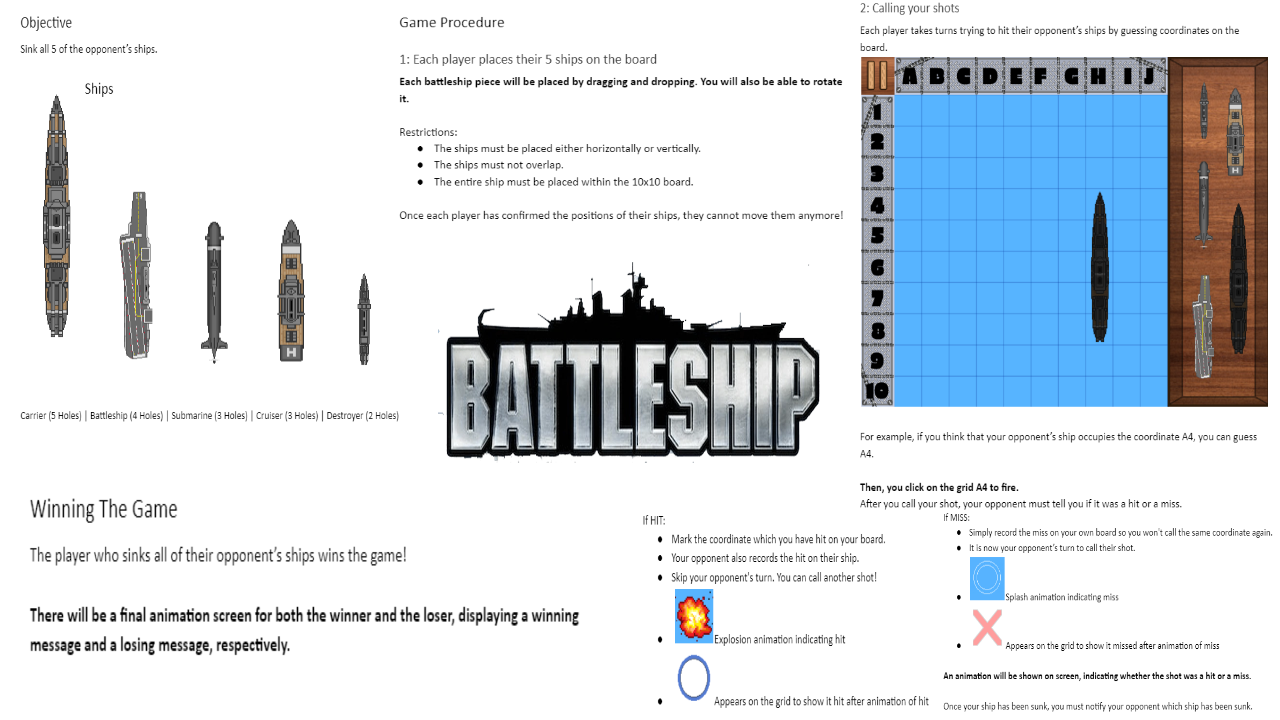 Objective
Sink all 5 of the opponent's ships.
Ships
Carrier (5 Holes) | Battleship (4 Holes) | Submarine (3 Holes) | Cruiser (3 Holes) | Destroyer (2 Holes)
Game Procedure
1: Each player places their 5 ships on the board
Each battleship piece will be placed by dragging and dropping. You will also be able to rotate
it.
Restrictions:
● The ships must be placed either horizontally or vertically.
● The ships must not overlap.
● The entire ship must be placed within the 10x10 board.
Once each player has confirmed the positions of their ships, they cannot move them anymore!
BATTLESHIP
2: Calling your shots
Each player takes turns trying to hit their opponent's ships by guessing coordinates on the
board.
A B C D E F G H I J
1
2
3
4
5
6
7
8
9
10
H
H
For example, if you think that your opponent's ship occupies the coordinate A4, you can guess
A4.
Then, you click on the grid A4 to fire.
After you call your shot, your opponent must tell you if it was a hit or a miss.
If HIT:
● Mark the coordinate which you have hit on your board.
● Your opponent also records the hit on their ship.
● Skip your opponent's turn. You can call another shot!
● Explosion animation indicating hit
● Appears on the grid to show it hit after animation of hit
If MISS:
● Simply record the miss on your own board so you won't call the same coordinate again.
● It is now your opponent's turn to call their shot.
● Splash animation indicating miss
● Appears on the grid to show it missed after animation of miss
An animation will be shown on screen, indicating whether the shot was a hit or a miss.
Once your ship has been sunk, you must notify your opponent which ship has been sunk.
Winning The Game
The player who sinks all of their opponent's ships wins the game!
There will be a final animation screen for both the winner and the loser, displaying a winning
message and a losing message, respectively.